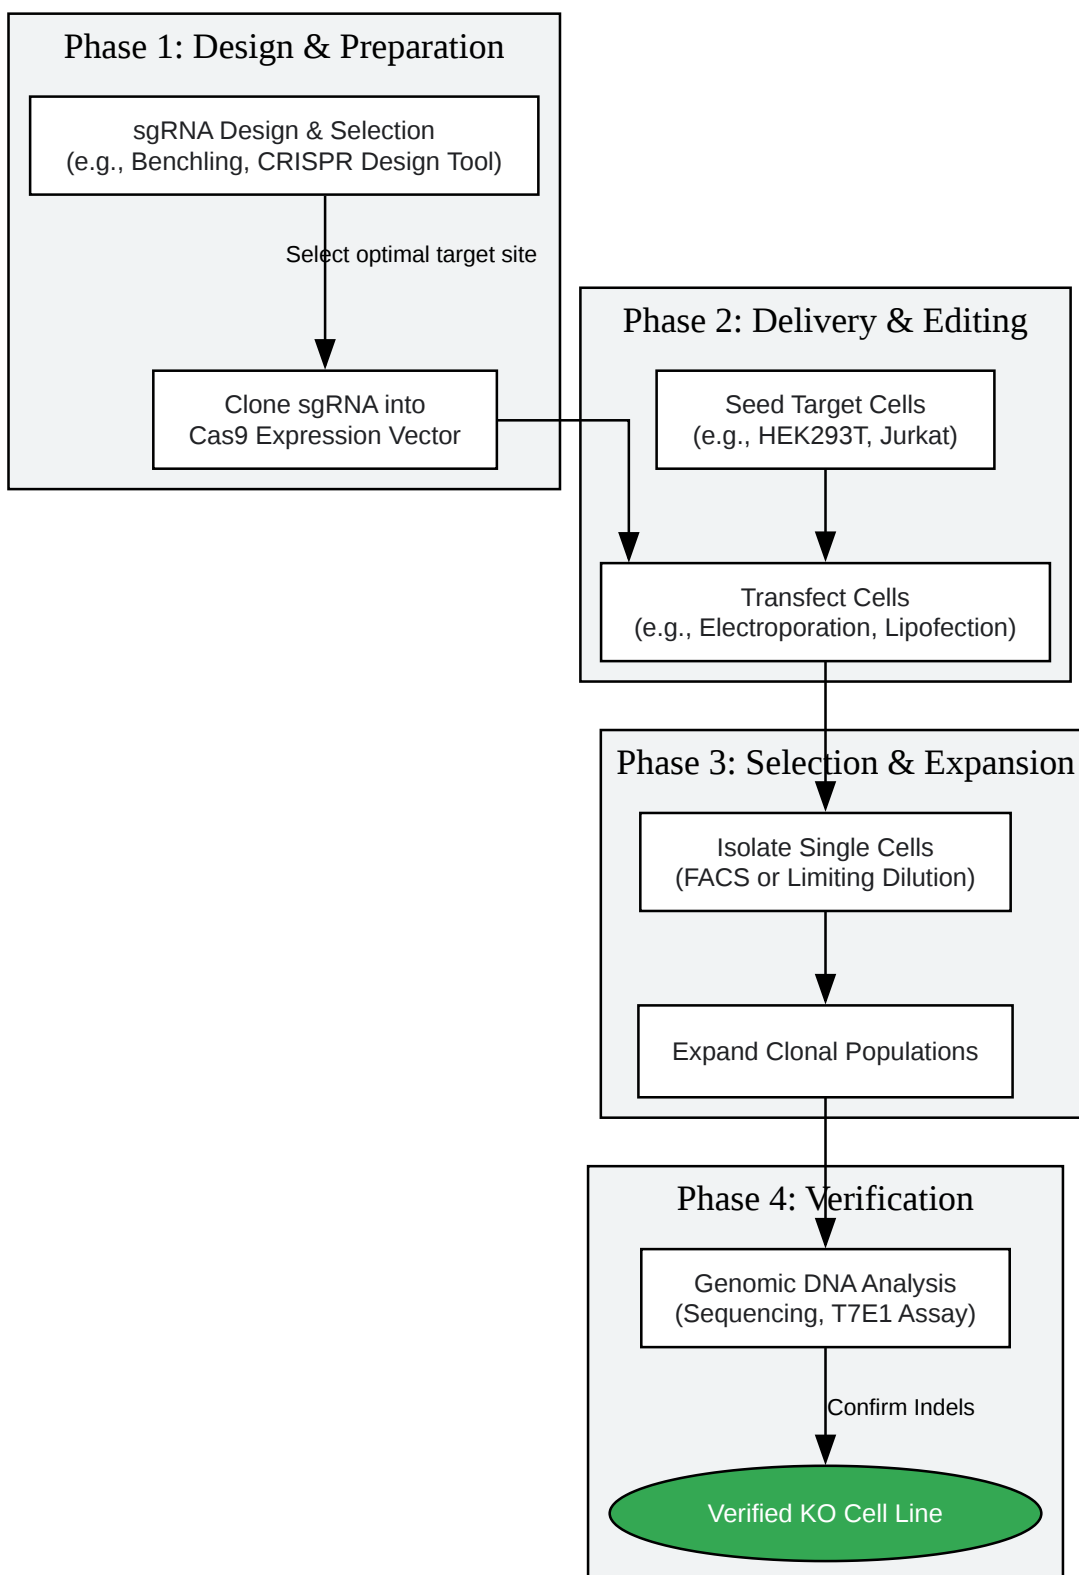 Phase 1: Design & Preparation
sgRNA Design & Selection
(e.g., Benchling, CRISPR Design Tool)
Select optimal target site
Clone sgRNA into
Cas9 Expression Vector
Phase 2: Delivery & Editing
Seed Target Cells
(e.g., HEK293T, Jurkat)
Transfect Cells
(e.g., Electroporation, Lipofection)
Phase 3: Selection & Expansion
Isolate Single Cells
(FACS or Limiting Dilution)
Expand Clonal Populations
Phase 4: Verification
Genomic DNA Analysis
(Sequencing, T7E1 Assay)
Confirm Indels
Verified KO Cell Line